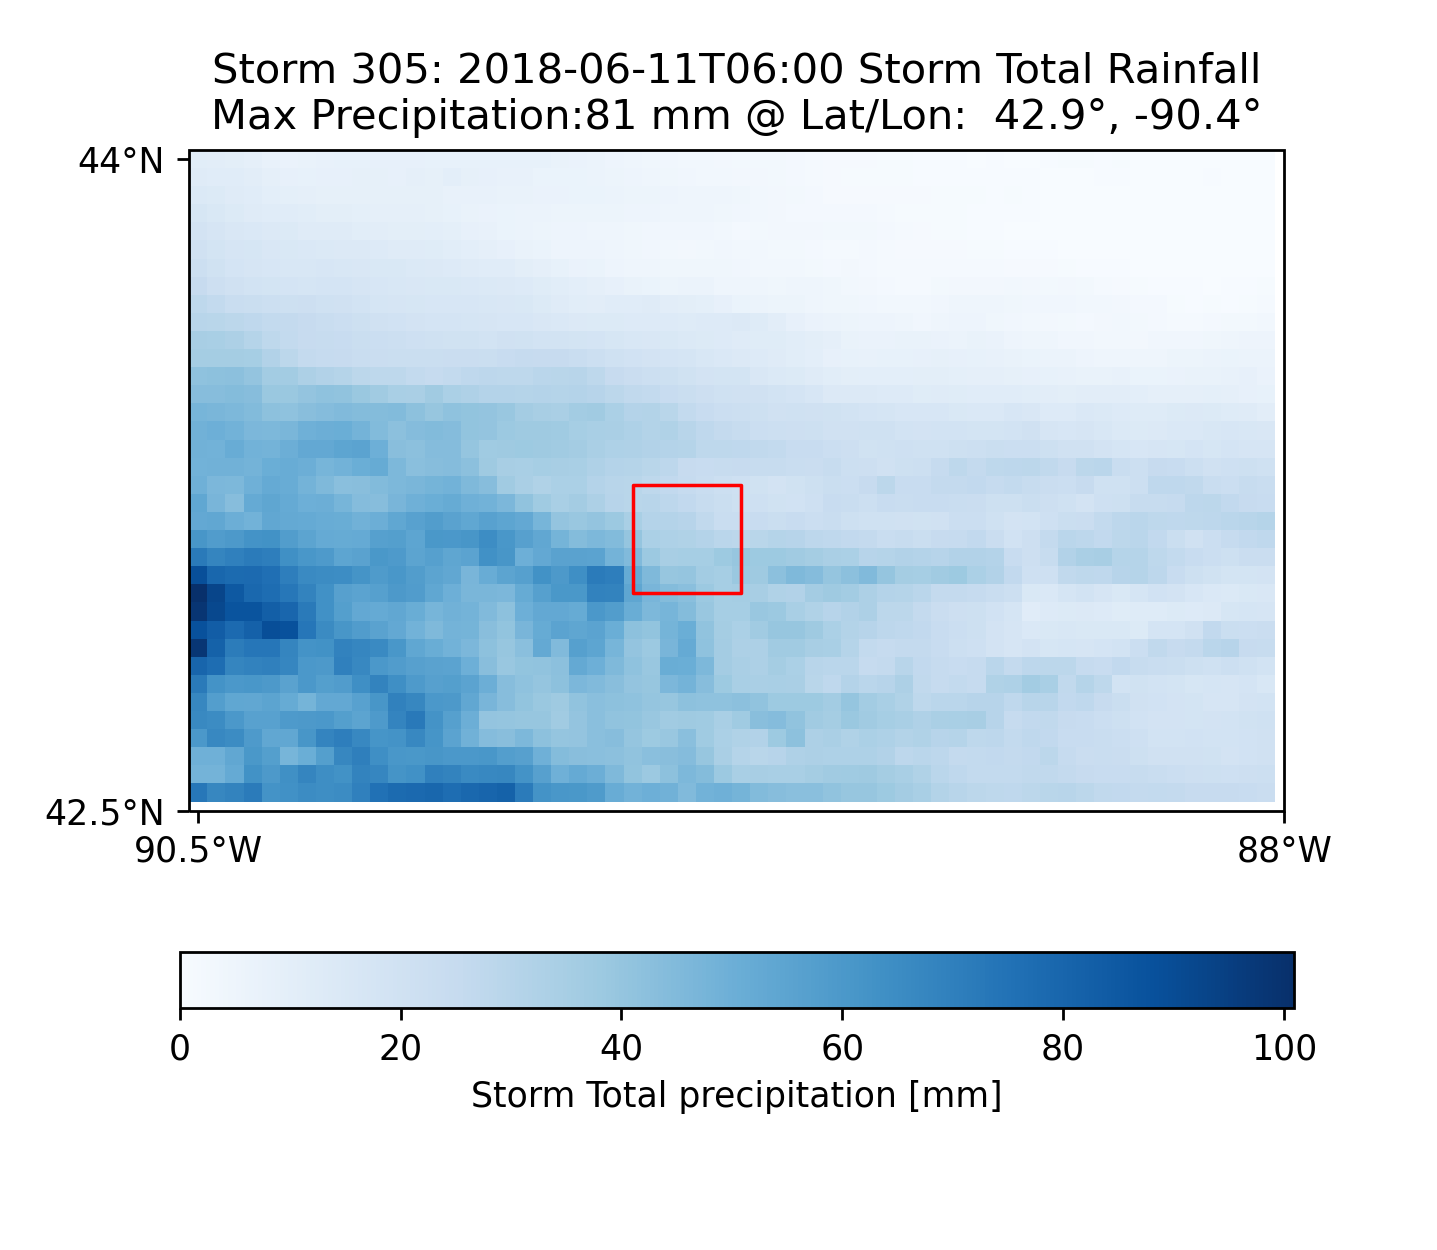 Storm 305: 2018-06-11T06:00 Storm Total Rainfall
Max Precipitation:81 mm @ Lat/Lon:  42.9°, -90.4°
44°N
42.5°N
90.5°W
88°W
0
20
40
60
80
100
Storm Total precipitation [mm]